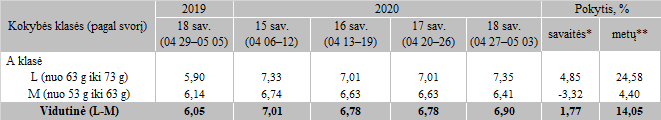 Kokybės klasės (pagal svorį) 2019 2020 Pokytis, %
18 sav. (04 29–05 05) 15 sav. (04 06–12) 16 sav. (04 13–19) 17 sav. (04 20–26) 18 sav. (04 27–05 03) savaitės* metų**
A klasė
L (nuo 63 g iki 73 g) 5,90 7,33 7,01 7,01 7,35 4,85 24,58
M (nuo 53 g iki 63 g) 6,14 6,74 6,63 6,63 6,41 -3,32 4,40
Vidutinė (L-M) 6,05 7,01 6,78 6,78 6,90 1,77 14,05